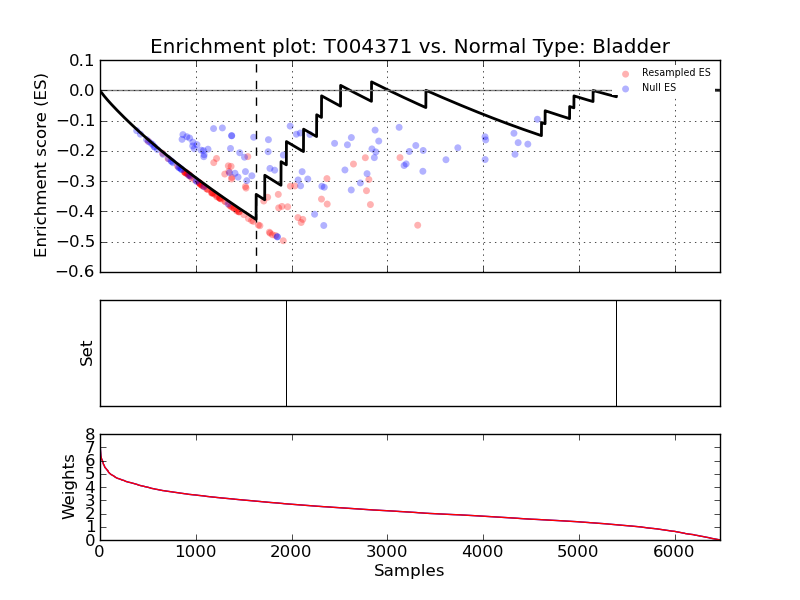 Enrichment plot: T004371 vs. Normal Type: Bladder
Enrichment score (ES)
0.1
0.0
−0.1
−0.2
−0.3
−0.4
−0.5
−0.6
Resampled ES
Null ES
Set
Weights
8
7
6
5
4
3
2
1
0
0 1000 2000 3000 4000 5000 6000
Samples